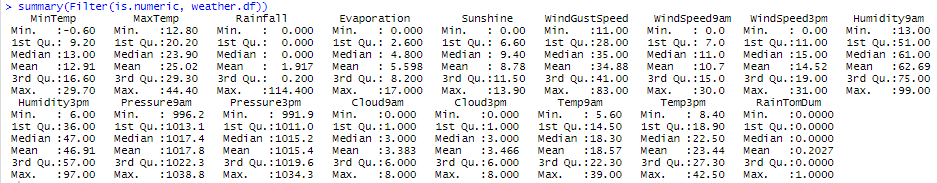 > summary(Filter(is.numeric, weather.df))
MinTemp MaxTemp Rainfall Evaporation Sunshine WindGustSpeed WindSpeed9am WindSpeed3pm Humidity9am
Min. :-0.60 Min. :12.80 Min. : 0.000 Min. : 0.000 Min. : 0.00 Min. :11.00 Min. : 0.0 Min. : 0.00 Min. :13.00
1st Qu.: 9.20 1st Qu.:20.20 1st Qu.: 0.000 1st Qu.: 2.600 1st Qu.: 6.60 1st Qu.:28.00 1st Qu.: 7.0 1st Qu.:11.00 1st Qu.:51.00
Median :13.00 Median :23.90 Median : 0.000 Median : 4.800 Median : 9.40 Median :35.00 Median :11.0 Median :15.00 Median :61.00
Mean :12.91 Mean :25.02 Mean : 1.917 Mean : 5.598 Mean : 8.78 Mean :34.88 Mean :10.7 Mean :14.52 Mean :62.69
3rd Qu.:16.60 3rd Qu.:29.30 3rd Qu.: 0.200 3rd Qu.: 8.200 3rd Qu.:11.50 3rd Qu.:41.00 3rd Qu.:15.0 3rd Qu.:19.00 3rd Qu.:75.00
Max. :29.70 Max. :44.40 Max. :114.400 Max. :17.000 Max. :13.90 Max. :83.00 Max. :30.0 Max. :31.00 Max. :99.00
Humidity3pm Pressure9am Pressure3pm Cloud9am Cloud3pm Temp9am Temp3pm RainTomDum
Min. : 6.00 Min. : 996.2 Min. : 991.9 Min. :0.000 Min. :0.000 Min. : 5.60 Min. : 8.40 Min. :0.0000
1st Qu.:36.00 1st Qu.:1013.1 1st Qu.:1011.0 1st Qu.:1.000 1st Qu.:1.000 1st Qu.:14.50 1st Qu.:18.90 1st Qu.:0.0000
Median :47.00 Median :1017.4 Median :1015.2 Median :3.000 Median :3.000 Median :18.30 Median :22.50 Median :0.0000
Mean :46.91 Mean :1017.8 Mean :1015.4 Mean :3.383 Mean :3.466 Mean :18.57 Mean :23.44 Mean :0.2027
3rd Qu.:57.00 3rd Qu.:1022.3 3rd Qu.:1019.6 3rd Qu.:6.000 3rd Qu.:6.000 3rd Qu.:22.30 3rd Qu.:27.30 3rd Qu.:0.0000
Max. :97.00 Max. :1038.8 Max. :1034.3 Max. :8.000 Max. :8.000 Max. :39.00 Max. :42.50 Max. :1.0000